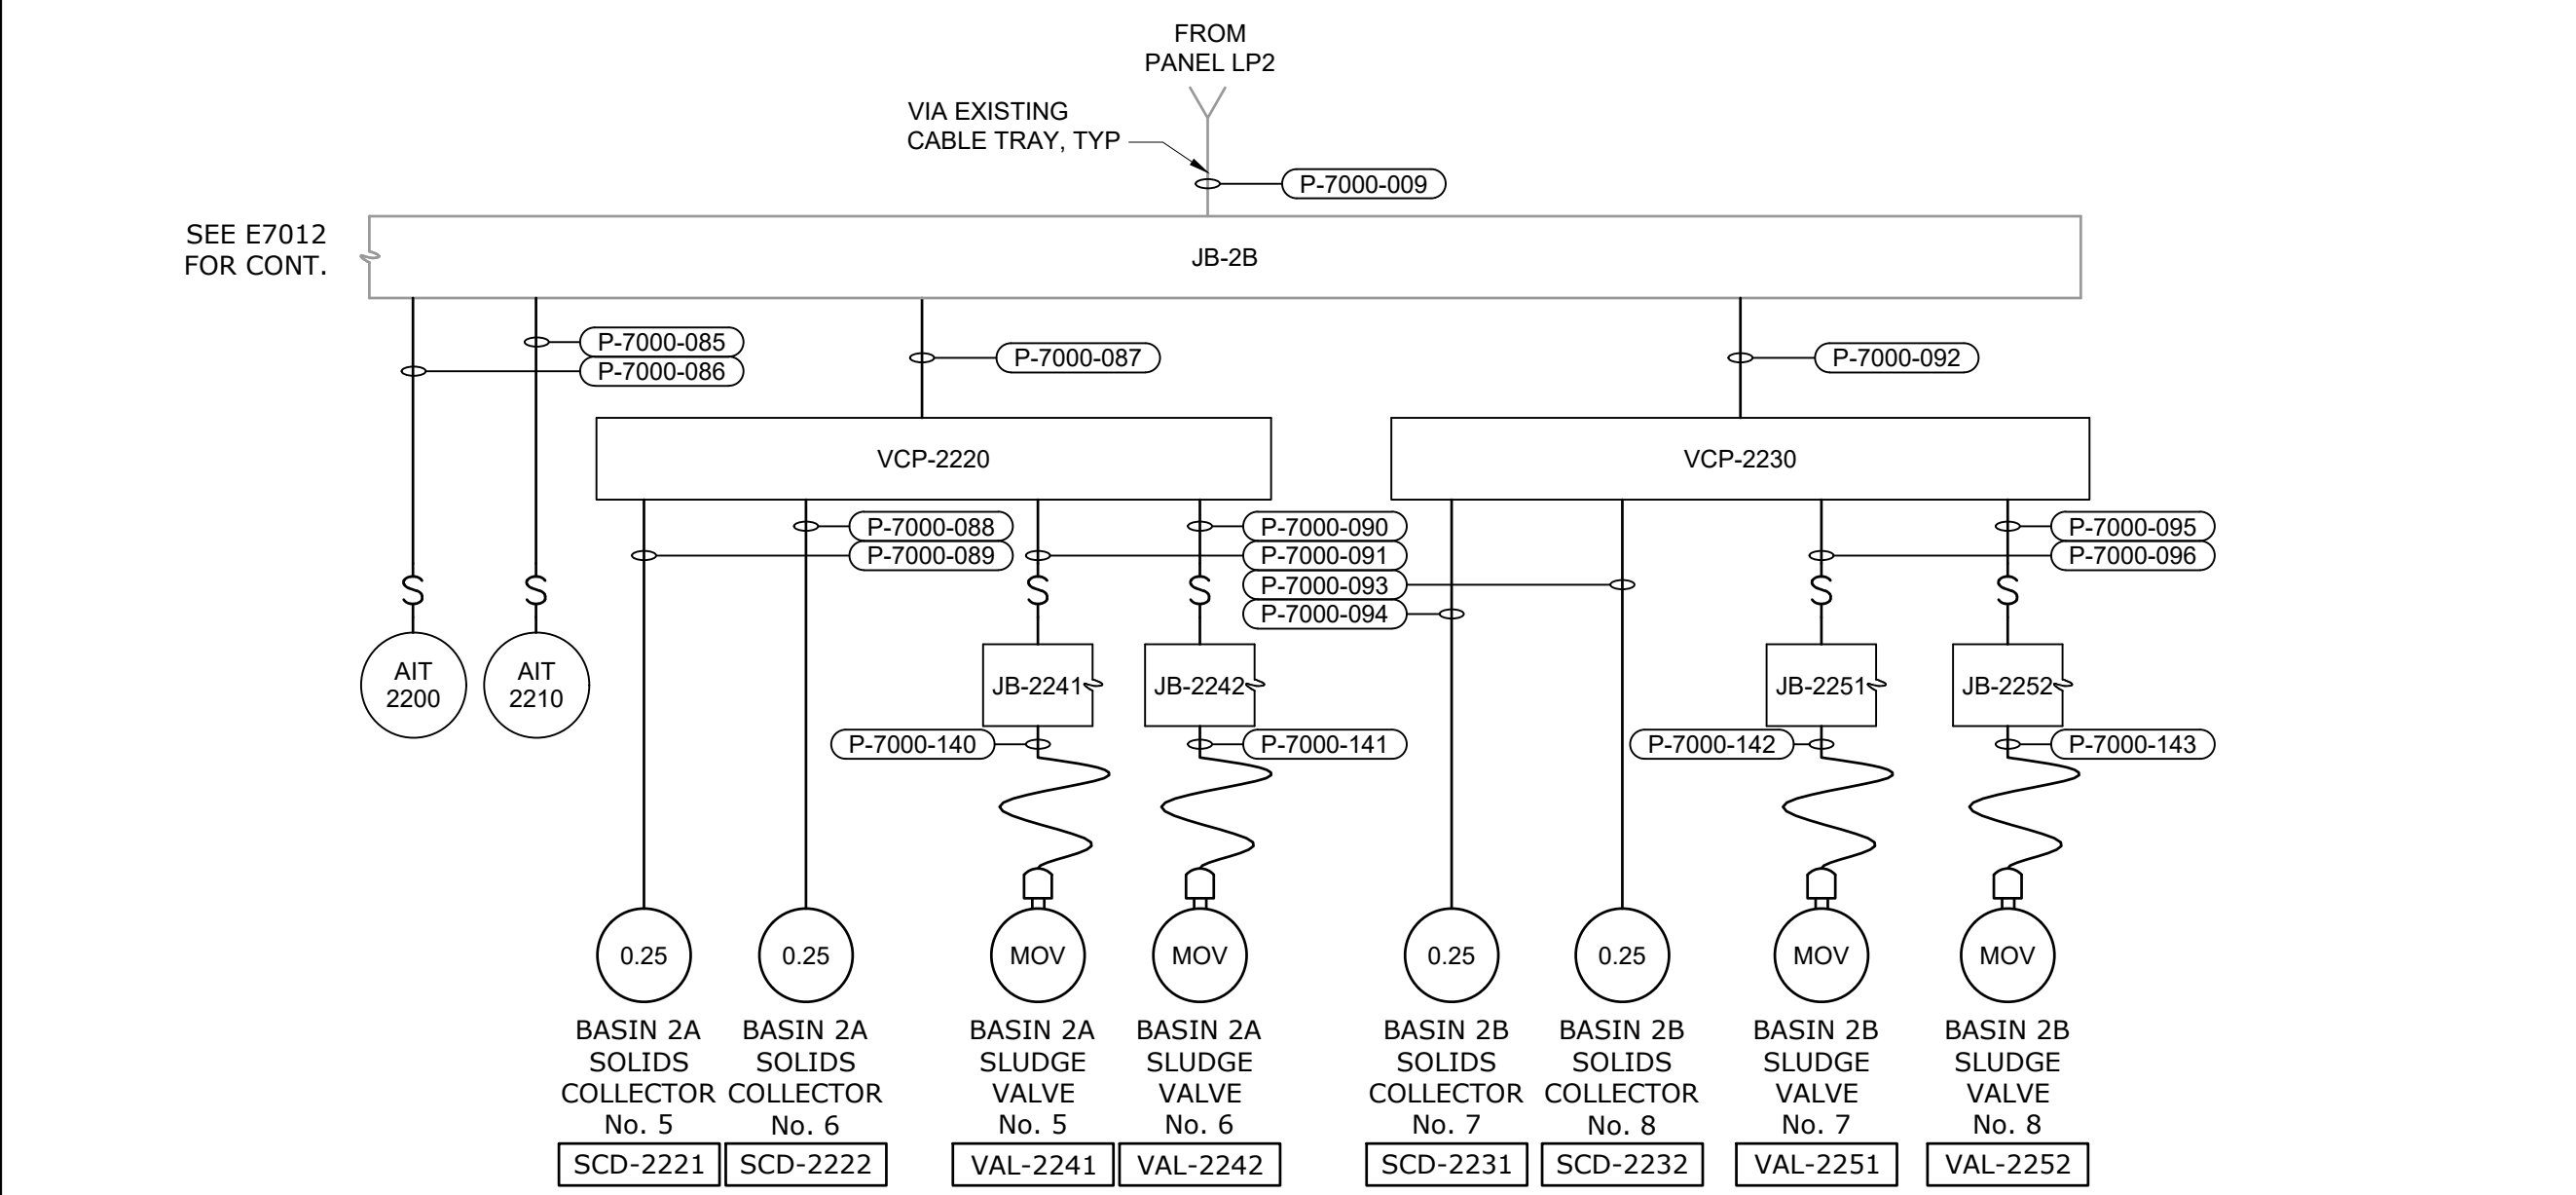 FROM
PANEL LP2
VIA EXISTING
CABLE TRAY, TYP
P-7000-009
SEE E7012
FOR CONT.
JB-2B
P-7000-085
P-7000-086
P-7000-087
P-7000-092
VCP-2220
VCP-2230
P-7000-088
P-7000-089
P-7000-090
P-7000-091
P-7000-093
P-7000-094
P-7000-095
P-7000-096
AIT
2200
AIT
2210
JB-2241
JB-2242
JB-2251
JB-2252
P-7000-140
P-7000-141
P-7000-142
P-7000-143
0.25
0.25
MOV
MOV
0.25
0.25
MOV
MOV
BASIN 2A
SOLIDS
COLLECTOR
No. 5
SCD-2221
BASIN 2A
SOLIDS
COLLECTOR
No. 6
SCD-2222
BASIN 2A
SLUDGE
VALVE
No. 5
VAL-2241
BASIN 2A
SLUDGE
VALVE
No. 6
VAL-2242
BASIN 2B
SOLIDS
COLLECTOR
No. 7
SCD-2231
BASIN 2B
SOLIDS
COLLECTOR
No. 8
SCD-2232
BASIN 2B
SLUDGE
VALVE
No. 7
VAL-2251
BASIN 2B
SLUDGE
VALVE
No. 8
VAL-2252